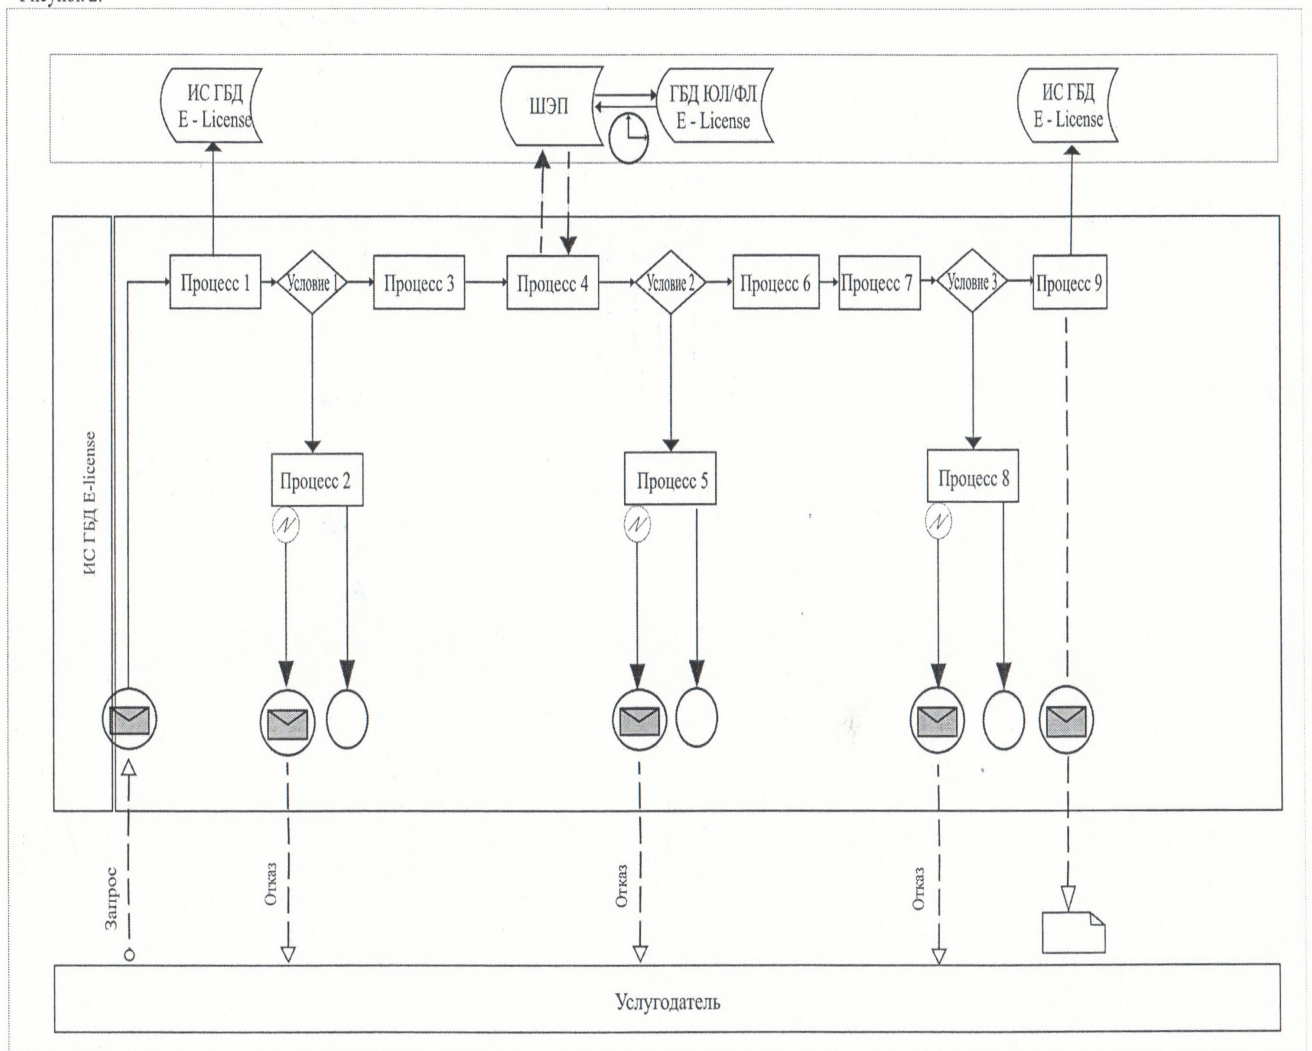 Рисунок 2.
ИС ГБД
E - License
ШЭП
ГБД ЮЛ/ФЛ
E - License
ИС ГБД
E - License
Процесс 1
Условие 1
Процесс 3
Процесс 4
Условие 2
Процесс 6
Процесс 7
Условие 3
Процесс 9
Процесс 2
Процесс 5
Процесс 8
ИС ГБД E-license
Запрос
Отказ
Отказ
Отказ
Услугодатель